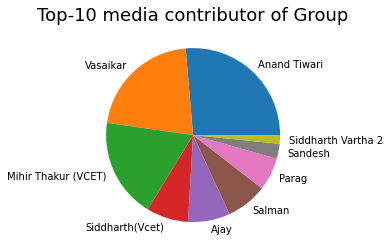 Top-10 media contributor of Group
Anand Tiwari
Vasaikar
Mihir Thakur (VCET)
Siddharth(Vcet)
Ajay
Salman
Parag
Sandesh
Siddharth Vartha 2